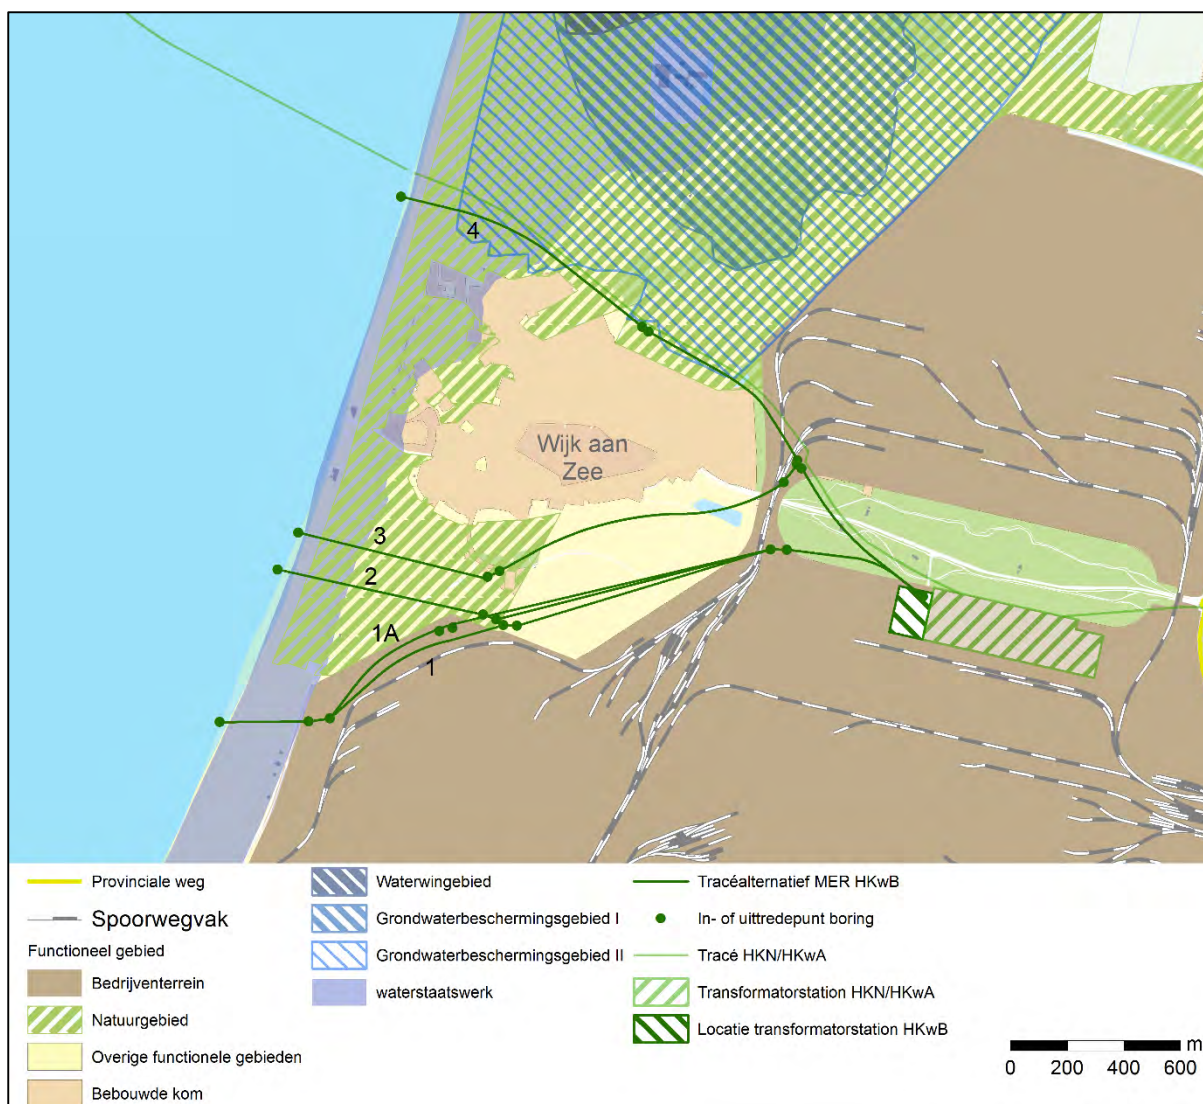 4
Wijk aan
Zee
3
2
1A
1
Provinciale weg
Spoorwegvak
Functioneel gebied
Bedrijventerrein
Natuurgebied
Overige functionele gebieden
Bebouwde kom
Waterwingebied
Grondwaterbeschermingsgebied I
Grondwaterbeschermingsgebied II
waterstaatswerk
Tracéalternatief MER HKwB
In- of uittredepunt boring
Tracé HKN/HKwA
Transformatorstation HKN/HKwA
Locatie transformatorstation HKwB
m
0 200 400 600